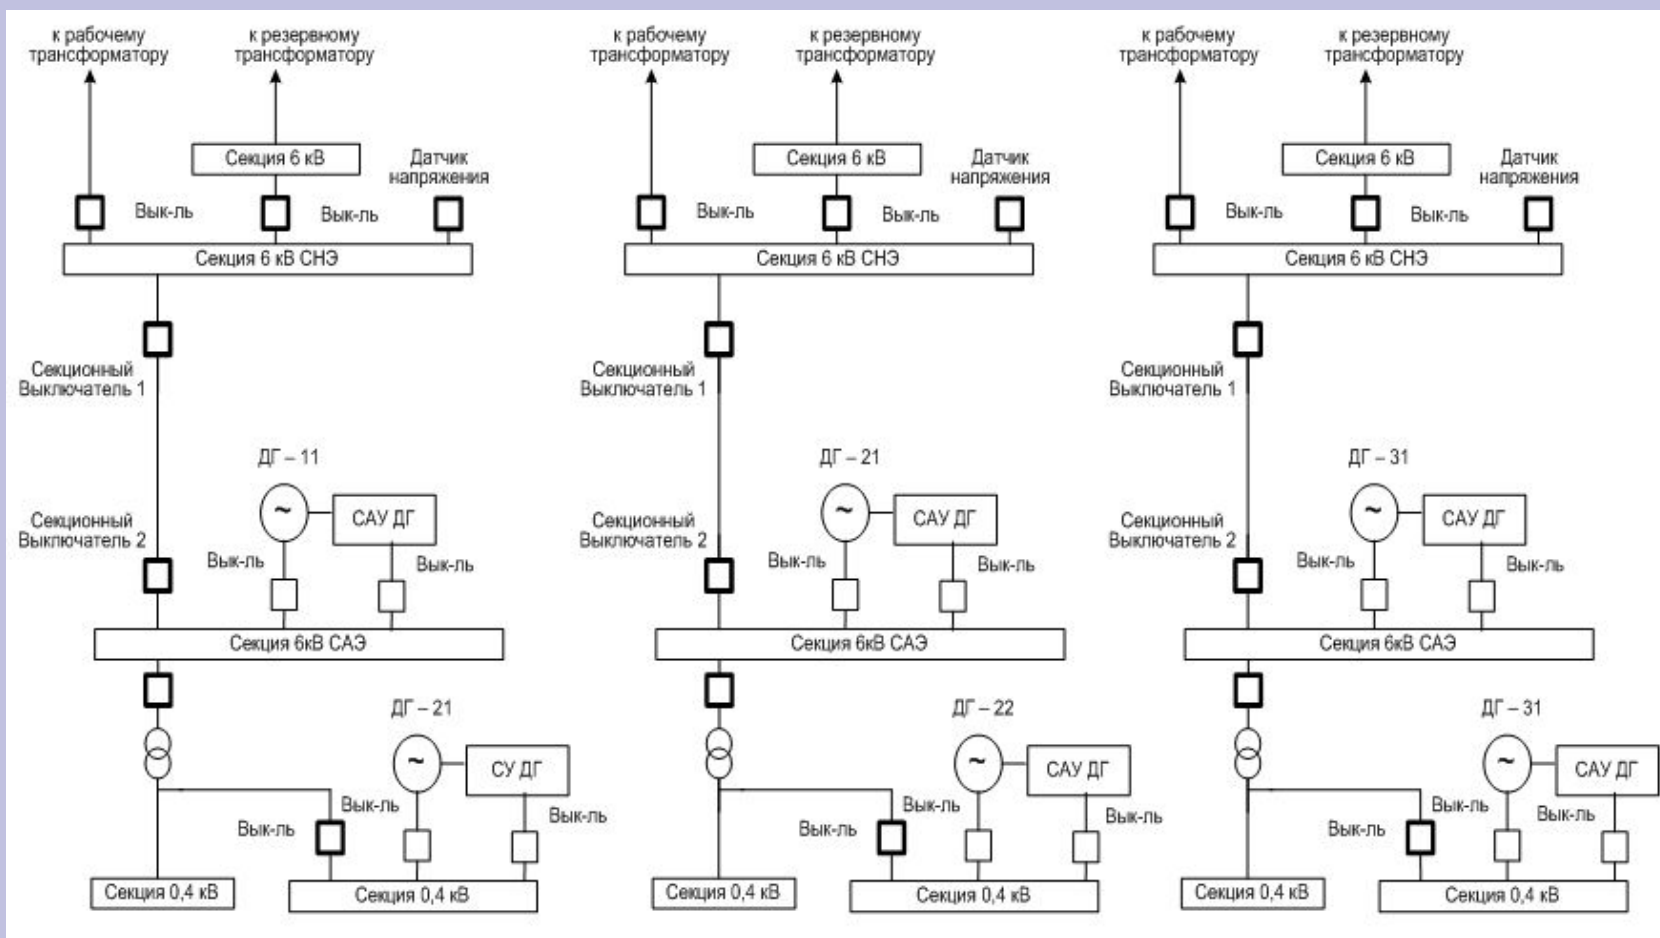 к рабочему
трансформатору
к резервному
трансформатору
Секция 6 кВ
Датчик
напряжения
Вык-ль
Вык-ль
Секция 6 кВ СНЭ
Секционный
Выключатель 1
ДГ – 11
Секционный
Выключатель 2
САУ ДГ
Вык-ль
Вык-ль
Секция 6кВ САЭ
ДГ – 21
СУ ДГ
Вык-ль
Вык-ль
Вык-ль
Секция 0,4 кВ
Секция 0,4 кВ
к рабочему
трансформатору
к резервному
трансформатору
Секция 6 кВ
Датчик
напряжения
Вык-ль
Вык-ль
Секция 6 кВ СНЭ
Секционный
Выключатель 1
ДГ – 21
Секционный
Выключатель 2
САУ ДГ
Вык-ль
Вык-ль
Секция 6кВ САЭ
ДГ – 22
САУ ДГ
Вык-ль
Вык-ль
Вык-ль
Секция 0,4 кВ
Секция 0,4 кВ
к рабочему
трансформатору
к резервному
трансформатору
Секция 6 кВ
Датчик
напряжения
Вык-ль
Вык-ль
Секция 6 кВ СНЭ
Секционный
Выключатель 1
ДГ – 31
Секционный
Выключатель 2
САУ ДГ
Вык-ль
Вык-ль
Секция 6кВ САЭ
ДГ – 31
САУ ДГ
Вык-ль
Вык-ль
Вык-ль
Секция 0,4 кВ
Секция 0,4 кВ